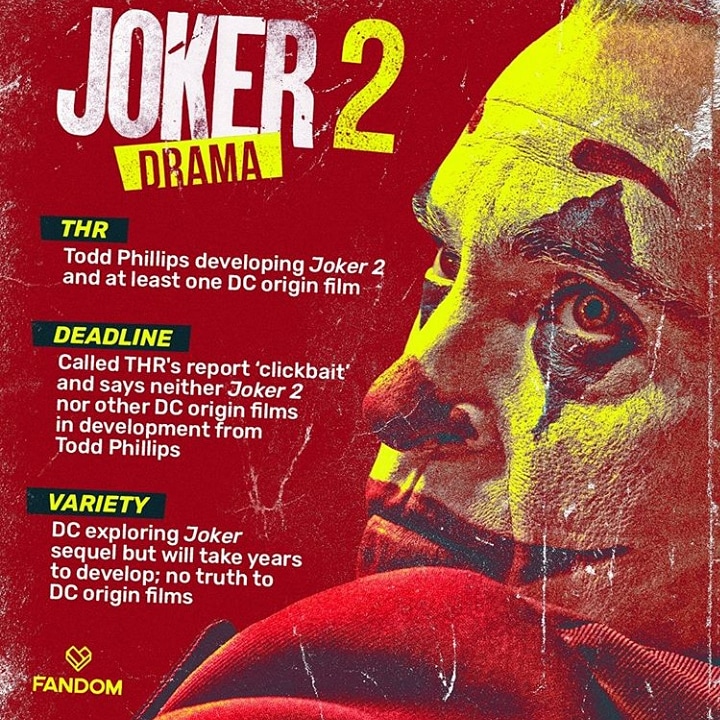 JOKER 2
DRAMA
THR
Todd Phillips developing Joker 2
and at least one DC origin film
DEADLINE
Called THR's report ‘clickbait’
and says neither Joker 2
nor other DC origin films
in development from
Todd Phillips
VARIETY
DC exploring Joker
sequel but will take years
to develop; no truth to
DC origin films
FANDOM